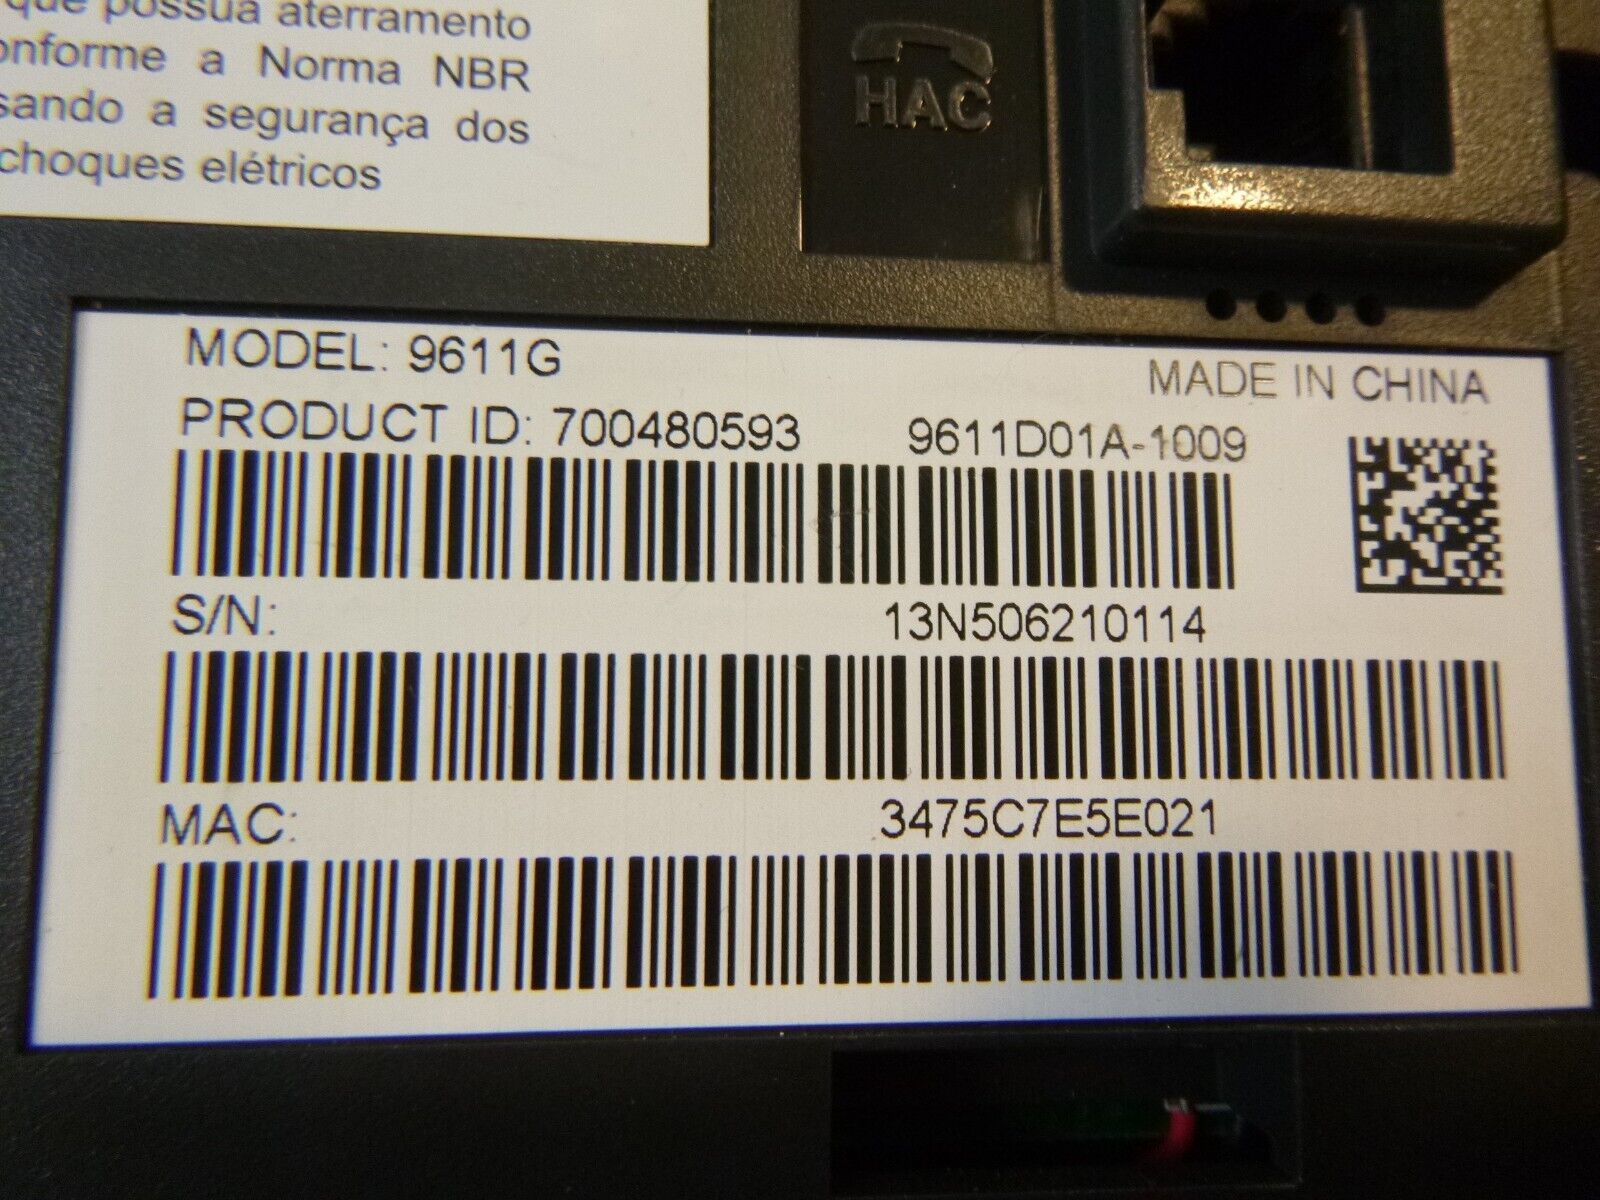 que possua aterramento
onforme a Norma NBR
sando a segurança dos
choques elétricos
HAC
MODEL: 9611G
MADE IN CHINA
PRODUCT ID: 700480593 9611D01A-1009
S/N: 13N506210114
MAC: 3475C7E5E021